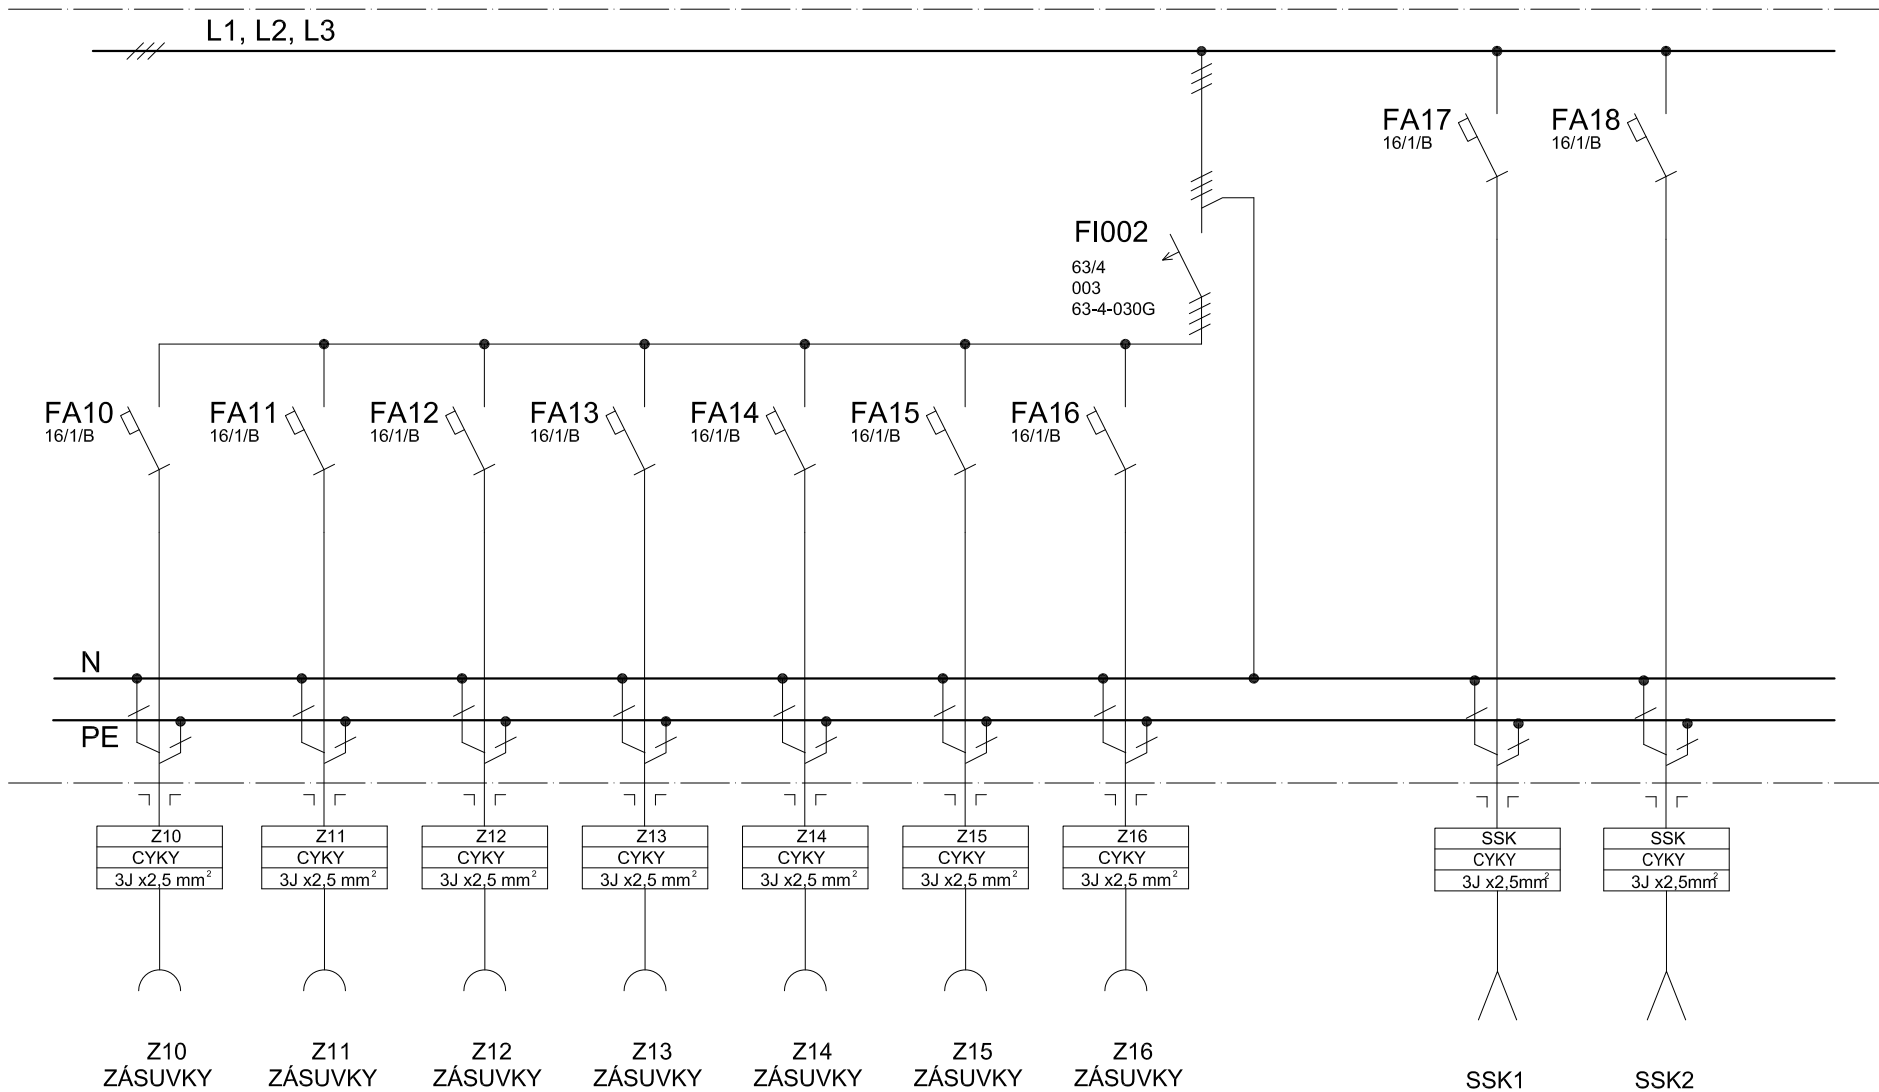 L1, L2, L3
FA17
16/1/B
FA18
16/1/B
FI002
63/4
003
63-4-030G
FA10
16/1/B
FA11
16/1/B
FA12
16/1/B
FA13
16/1/B
FA14
16/1/B
FA15
16/1/B
FA16
16/1/B
N
PE
Z10
CYKY
3J x2,5 mm²
Z11
CYKY
3J x2,5 mm²
Z12
CYKY
3J x2,5 mm²
Z13
CYKY
3J x2,5 mm²
Z14
CYKY
3J x2,5 mm²
Z15
CYKY
3J x2,5 mm²
Z16
CYKY
3J x2,5 mm²
SSK
CYKY
3J x2,5mm²
SSK
CYKY
3J x2,5mm²
Z10
ZÁSUVKY
Z11
ZÁSUVKY
Z12
ZÁSUVKY
Z13
ZÁSUVKY
Z14
ZÁSUVKY
Z15
ZÁSUVKY
Z16
ZÁSUVKY
SSK1
SSK2